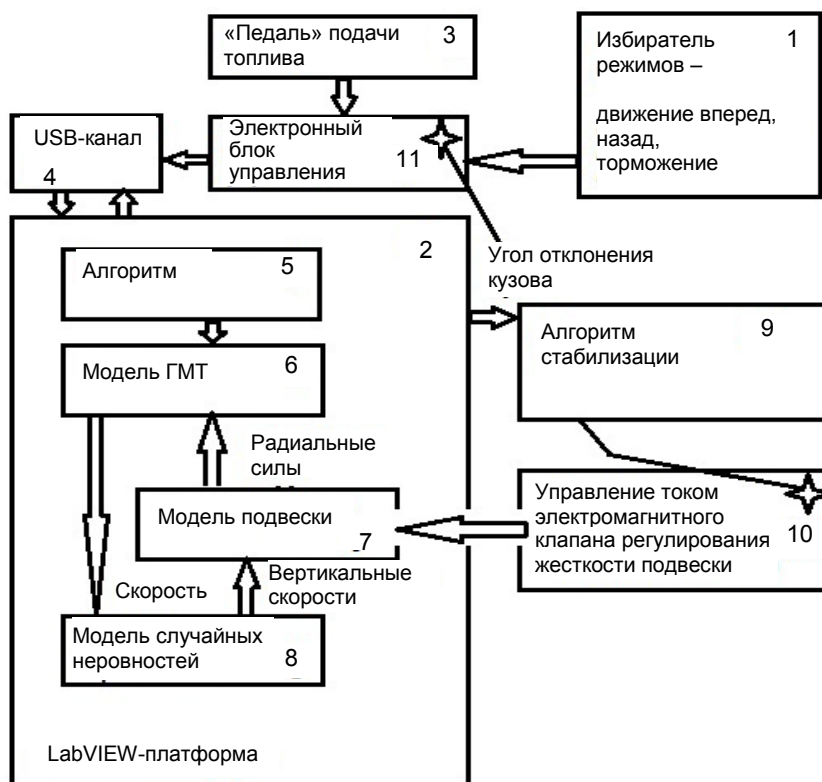 «Педаль» подачи
топлива
3
Избиратель
режимов –
1
движение вперед,
назад,
торможение
USB-канал
4
Электронный
блок
управления
11
2
Угол отклонения
кузова
Алгоритм
5
Алгоритм
стабилизации
9
Модель ГМТ
6
Радиальные
силы
Модель подвески
7
Управление током
электромагнитного
клапана регулирования
жесткости подвески
10
Скорость
Вертикальные
скорости
Модель случайных
неровностей
8
LabVIEW-платформа